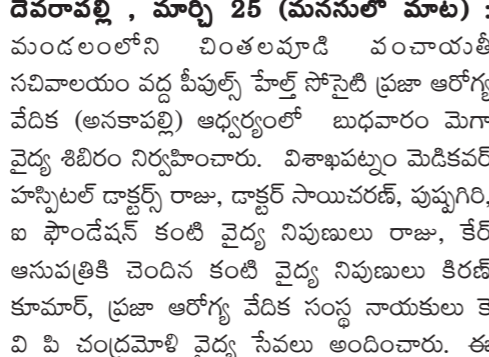 దేవరాపల్లి , మార్చి 25 (మనసులో మాట) :
మండలంలోని చింతలపూడి పంచాయతీ
సచివాలయం వద్ద పీపుల్స్ హెల్త్ సోసైటి ప్రజా ఆరోగ్య
వేదిక (అనకాపల్లి) ఆధ్వర్యంలో బుధవారం మెగా
వైద్య శిబిరం నిర్వహించారు. విశాఖపట్నం మెడికవర్
హస్పిటల్ డాక్టర్స్ రాజు, డాక్టర్ సాయిచరణ్, పుష్పగిరి,
ఐ ఫౌండేషన్ కంటి వైద్య నిపుణులు రాజు, కేర్
ఆసుపత్రికి చెందిన కంటి వైద్య నిపుణులు కిరణ్
కుమార్, ప్రజా ఆరోగ్య వేదిక సంస్థ నాయకులు కె
వి పి చంద్రమోళి వైద్య సేవలు అందించారు. ఈ